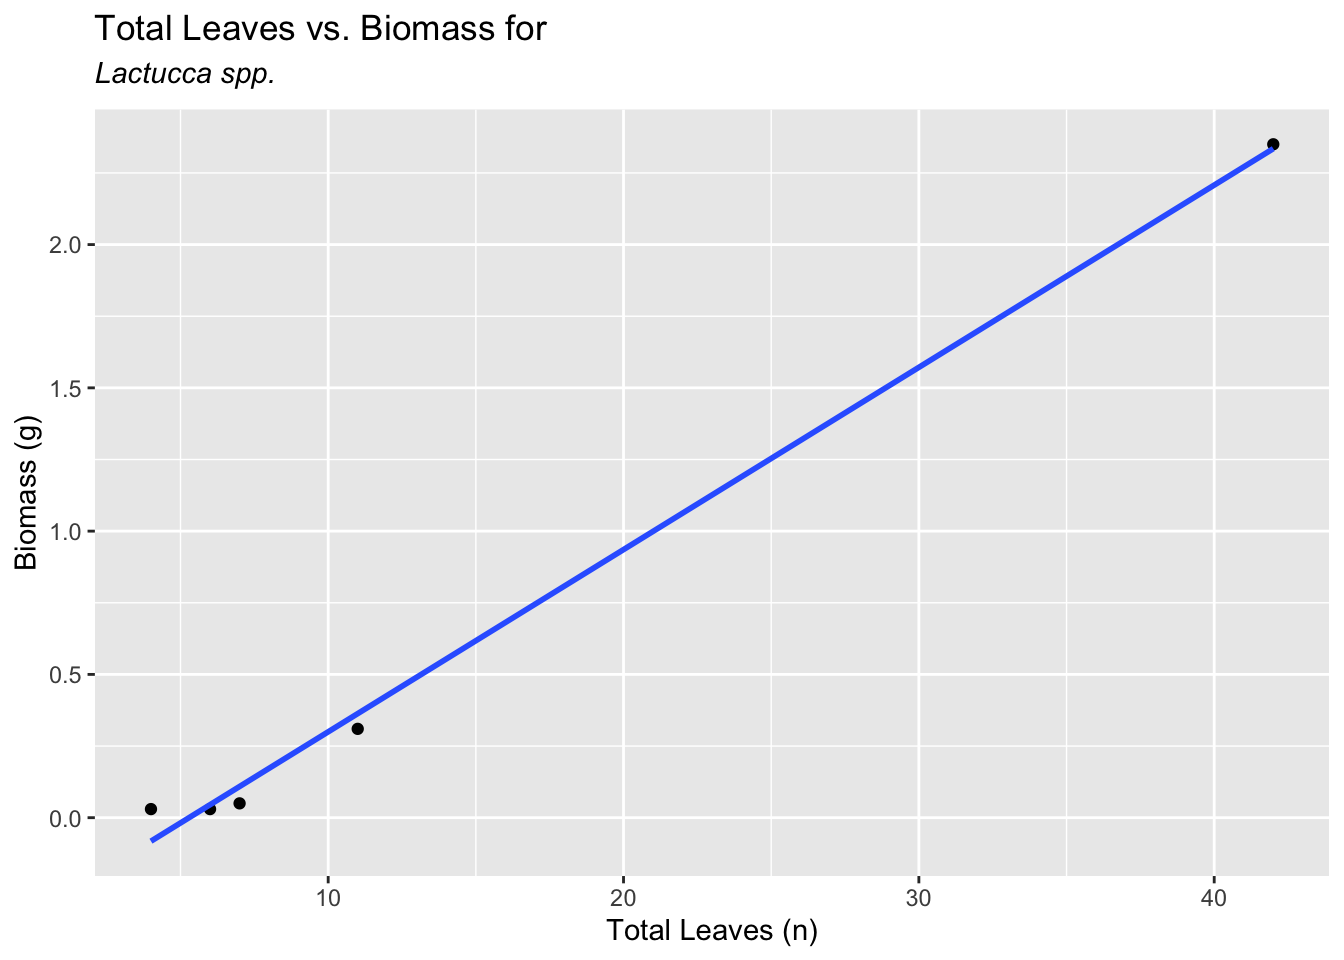 Total Leaves vs. Biomass for
Lactucca spp.
2.0
1.5
1.0
0.5
0.0
Biomass (g)
10 20 30 40
Total Leaves (n)